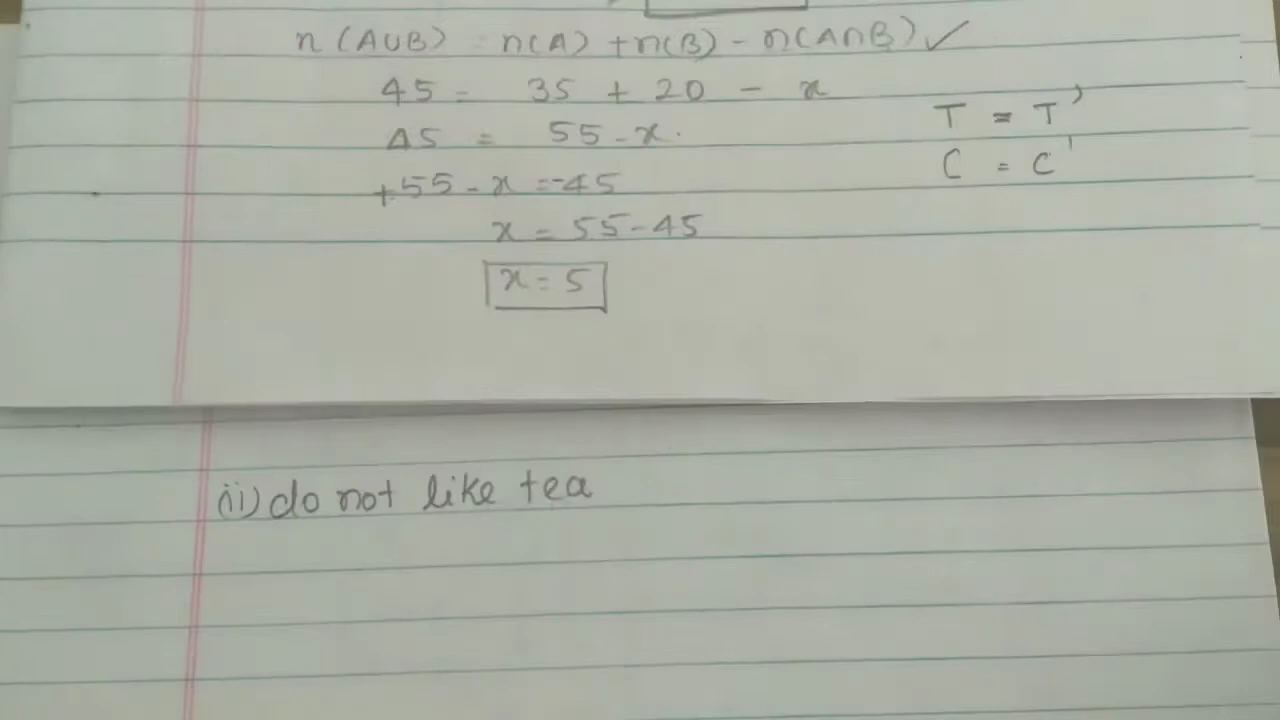 n(A∪B) = n(A) + n(B) - n(A∩B) ✓
45 = 35 + 20 - x
45 = 55 - x.
+55 - x = -45
x = 55 - 45
x = 5
T = T'
C = C'
(ii) do not like tea